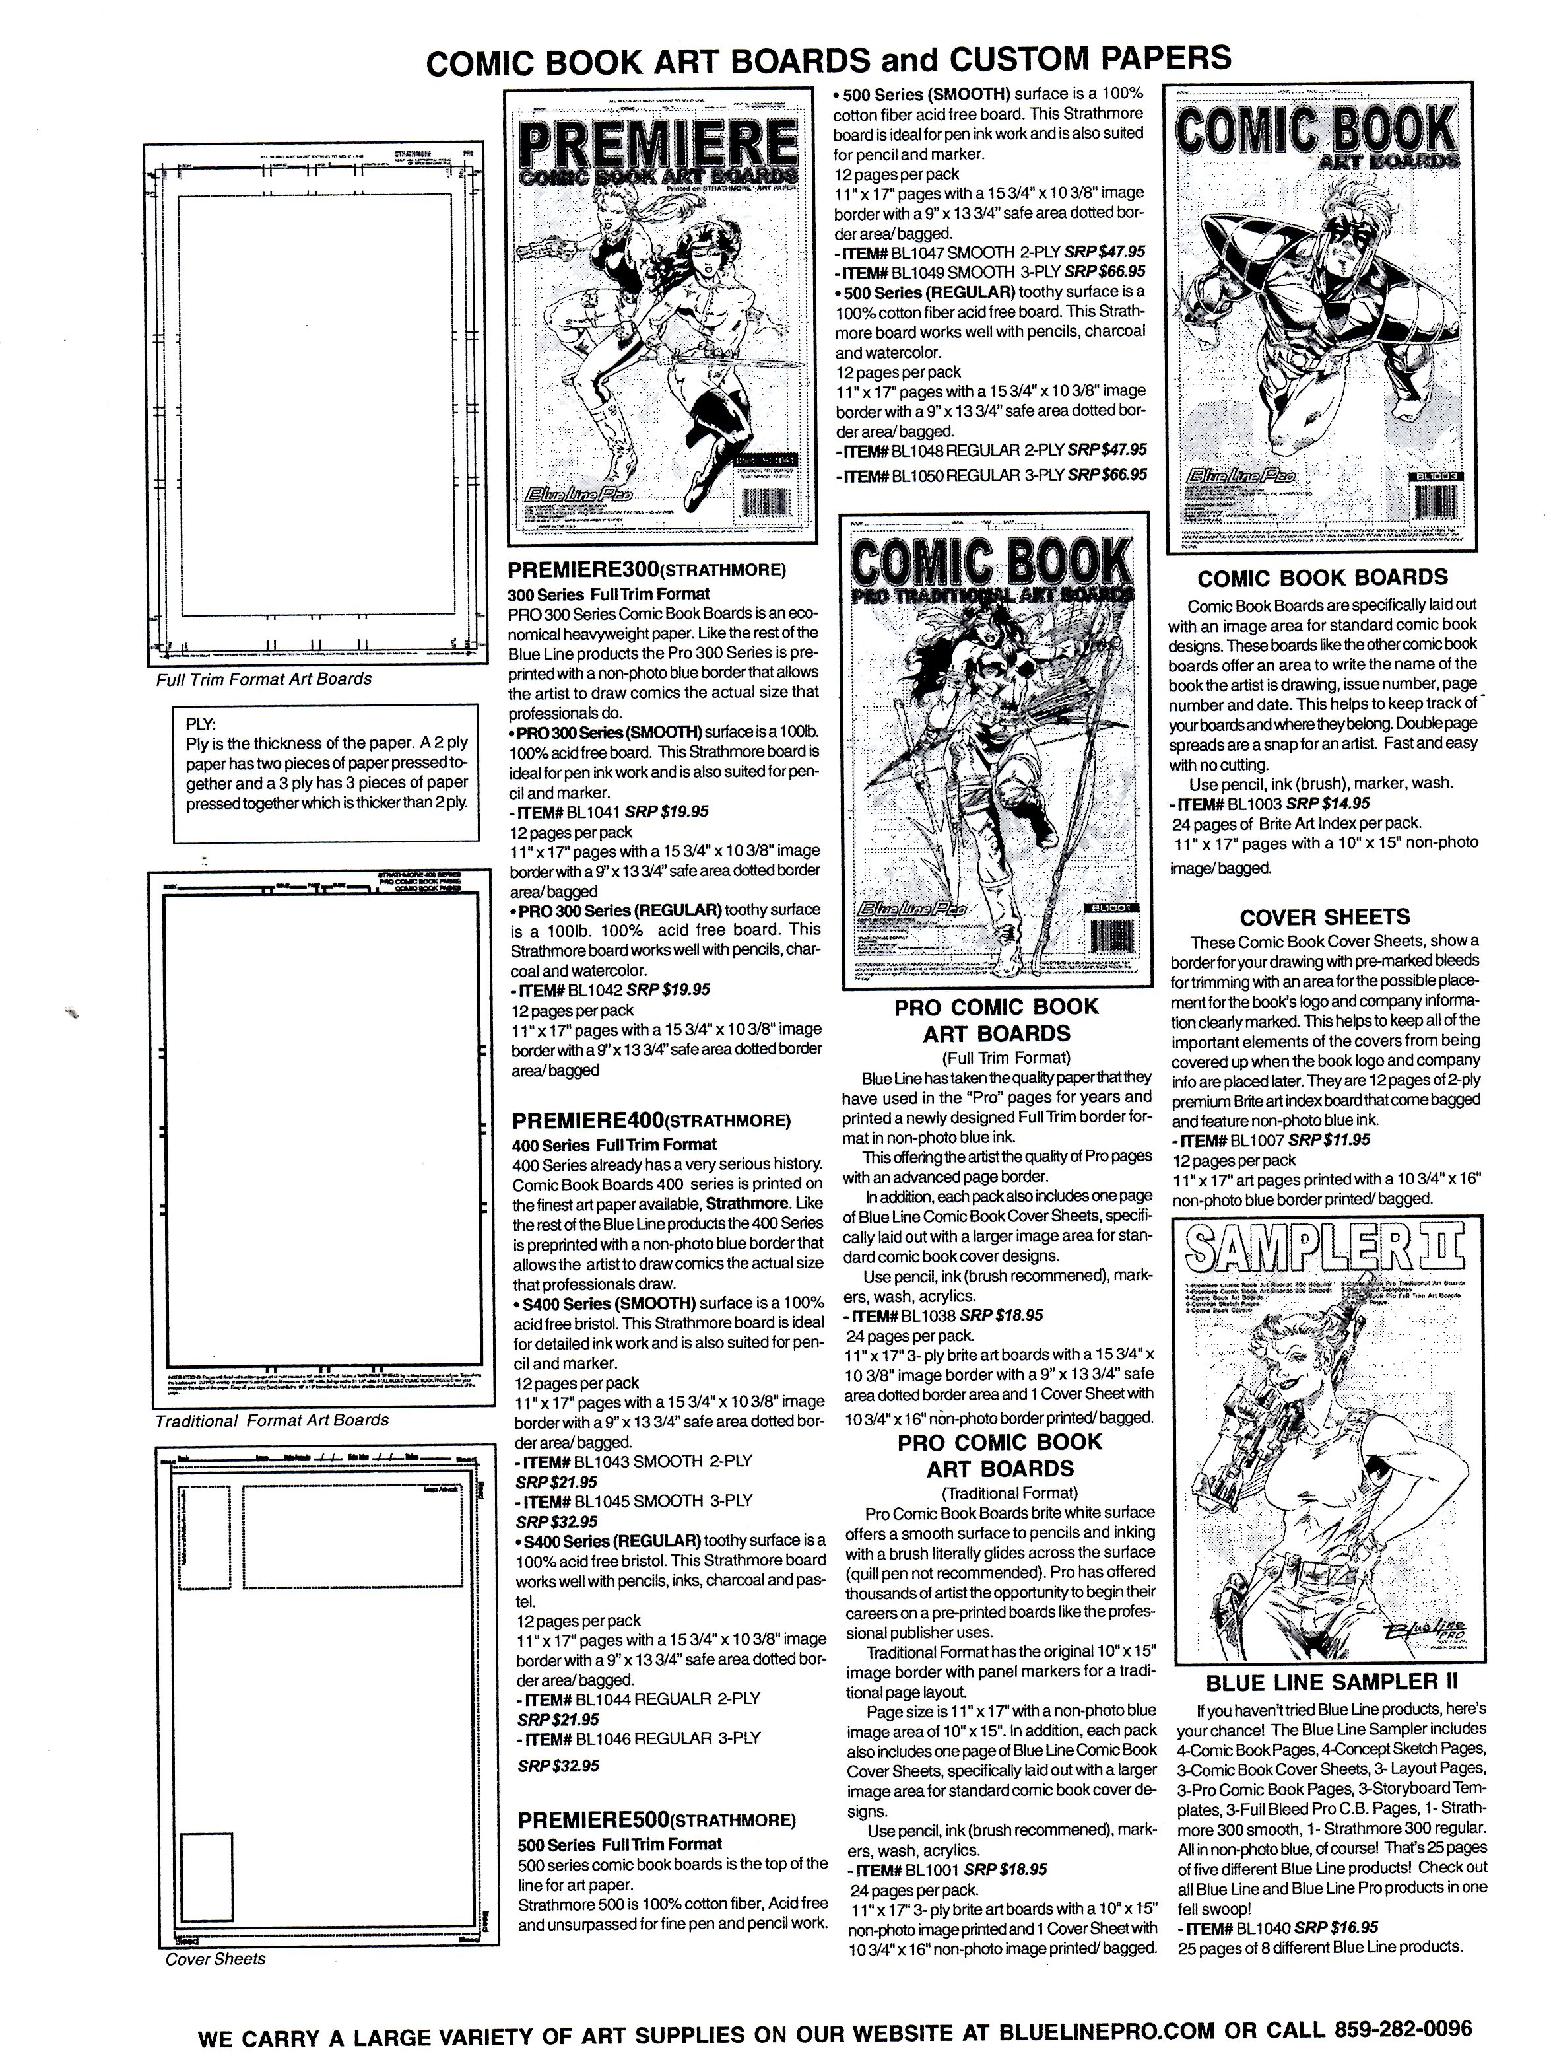 COMIC BOOK ART BOARDS and CUSTOM PAPERS
Full Trim Format Art Boards
PLY:
Ply is the thickness of the paper. A 2 ply
paper has two pieces of paper pressed to-
gether and a 3 ply has 3 pieces of paper
pressed together which is thicker than 2 ply.
Traditional Format Art Boards
Cover Sheets
PREMIERE
COMIC BOOK ART BOARDS
Printed on STRATHMORE ART PAPER
Blue Line Pro
PREMIERE300(STRATHMORE)
300 Series Full Trim Format
PRO 300 Series Comic Book Boards is an eco-
nomical heavyweight paper. Like the rest of the
Blue Line products the Pro 300 Series is pre-
printed with a non-photo blue border that allows
the artist to draw comics the actual size that
professionals do.
• PRO 300 Series (SMOOTH) surface is a 100lb.
100% acid free board. This Strathmore board is
ideal for pen ink work and is also suited for pen-
cil and marker.
- ITEM# BL1041 SRP $19.95
12 pages per pack
11" x 17" pages with a 15 3/4" x 10 3/8" image
border with a 9" x 13 3/4" safe area dotted border
area/ bagged
• PRO 300 Series (REGULAR) toothy surface
is a 100lb. 100% acid free board. This
Strathmore board works well with pencils, char-
coal and watercolor.
- ITEM# BL1042 SRP $19.95
12 pages per pack
11" x 17" pages with a 15 3/4" x 10 3/8" image
border with a 9" x 13 3/4" safe area dotted border
area/ bagged
PREMIERE400(STRATHMORE)
400 Series Full Trim Format
400 Series already has a very serious history.
Comic Book Boards 400 series is printed on
the finest art paper available, Strathmore. Like
the rest of the Blue Line products the 400 Series
is preprinted with a non-photo blue border that
allows the artist to draw comics the actual size
that professionals draw.
• S400 Series (SMOOTH) surface is a 100%
acid free bristol. This Strathmore board is ideal
for detailed ink work and is also suited for pen-
cil and marker.
12 pages per pack
11" x 17" pages with a 15 3/4" x 10 3/8" image
border with a 9" x 13 3/4" safe area dotted bor-
der area/ bagged.
- ITEM# BL1043 SMOOTH 2-PLY
SRP $21.95
- ITEM# BL1045 SMOOTH 3-PLY
SRP $32.95
• S400 Series (REGULAR) toothy surface is a
100% acid free bristol. This Strathmore board
works well with pencils, inks, charcoal and pas-
tel.
12 pages per pack
11" x 17" pages with a 15 3/4" x 10 3/8" image
border with a 9" x 13 3/4" safe area dotted bor-
der area/ bagged.
- ITEM# BL1044 REGUALR 2-PLY
SRP $21.95
- ITEM# BL1046 REGULAR 3-PLY
SRP $32.95
PREMIERE500(STRATHMORE)
500 Series Full Trim Format
500 series comic book boards is the top of the
line for art paper.
Strathmore 500 is 100% cotton fiber, Acid free
and unsurpassed for fine pen and pencil work.
• 500 Series (SMOOTH) surface is a 100%
cotton fiber acid free board. This Strathmore
board is ideal for pen ink work and is also suited
for pencil and marker.
12 pages per pack
11" x 17" pages with a 15 3/4" x 10 3/8" image
border with a 9" x 13 3/4" safe area dotted bor-
der area/ bagged.
- ITEM# BL1047 SMOOTH 2-PLY SRP $47.95
- ITEM# BL1049 SMOOTH 3-PLY SRP $66.95
• 500 Series (REGULAR) toothy surface is a
100% cotton fiber acid free board. This Strath-
more board works well with pencils, charcoal
and watercolor.
12 pages per pack
11" x 17" pages with a 15 3/4" x 10 3/8" image
border with a 9" x 13 3/4" safe area dotted bor-
der area/ bagged.
- ITEM# BL1048 REGULAR 2-PLY SRP $47.95
- ITEM# BL1050 REGULAR 3-PLY SRP $66.95
COMIC BOOK
PRO TRADITIONAL ART BOARDS
Blue Line Pro
BL1001
PRO COMIC BOOK
ART BOARDS
(Full Trim Format)
Blue Line has taken the quality paper that they
have used in the "Pro" pages for years and
printed a newly designed Full Trim border for-
mat in non-photo blue ink.
This offering the artist the quality of Pro pages
with an advanced page border.
In addition, each pack also includes one page
of Blue Line Comic Book Cover Sheets, specifi-
cally laid out with a larger image area for stan-
dard comic book cover designs.
Use pencil, ink (brush recommened), mark-
ers, wash, acrylics.
- ITEM# BL1038 SRP $18.95
24 pages per pack.
11" x 17" 3- ply brite art boards with a 15 3/4" x
10 3/8" image border with a 9" x 13 3/4" safe
area dotted border area and 1 Cover Sheet with
10 3/4" x 16" non-photo border printed/ bagged.
PRO COMIC BOOK
ART BOARDS
(Traditional Format)
Pro Comic Book Boards brite white surface
offers a smooth surface to pencils and inking
with a brush literally glides across the surface
(quill pen not recommended). Pro has offered
thousands of artist the opportunity to begin their
careers on a pre-printed boards like the profes-
sional publisher uses.
Traditional Format has the original 10" x 15"
image border with panel markers for a tradi-
tional page layout.
Page size is 11" x 17" with a non-photo blue
image area of 10" x 15". In addition, each pack
also includes one page of Blue Line Comic Book
Cover Sheets, specifically laid out with a larger
image area for standard comic book cover de-
signs.
Use pencil, ink (brush recommened), mark-
ers, wash, acrylics.
- ITEM# BL1001 SRP $18.95
24 pages per pack.
11" x 17" 3- ply brite art boards with a 10" x 15"
non-photo image printed and 1 Cover Sheet with
10 3/4" x 16" non-photo image printed/ bagged.
COMIC BOOK
ART BOARDS
Blue Line Pro
BL1003
COMIC BOOK BOARDS
Comic Book Boards are specifically laid out
with an image area for standard comic book
designs. These boards like the other comic book
boards offer an area to write the name of the
book the artist is drawing, issue number, page
number and date. This helps to keep track of
your boards and where they belong. Double page
spreads are a snap for an artist. Fast and easy
with no cutting.
Use pencil, ink (brush), marker, wash.
- ITEM# BL1003 SRP $14.95
24 pages of Brite Art Index per pack.
11" x 17" pages with a 10" x 15" non-photo
image/ bagged.
COVER SHEETS
These Comic Book Cover Sheets, show a
border for your drawing with pre-marked bleeds
for trimming with an area for the possible place-
ment for the book's logo and company informa-
tion clearly marked. This helps to keep all of the
important elements of the covers from being
covered up when the book logo and company
info are placed later. They are 12 pages of 2-ply
premium Brite art index board that come bagged
and feature non-photo blue ink.
- ITEM# BL1007 SRP $11.95
12 pages per pack
11" x 17" art pages printed with a 10 3/4" x 16"
non-photo blue border printed/ bagged.
SAMPLER II
Blue Line
PRO
BLUE LINE SAMPLER II
If you haven't tried Blue Line products, here's
your chance! The Blue Line Sampler includes
4-Comic Book Pages, 4-Concept Sketch Pages,
3-Comic Book Cover Sheets, 3- Layout Pages,
3-Pro Comic Book Pages, 3-Storyboard Tem-
plates, 3-Full Bleed Pro C.B. Pages, 1- Strath-
more 300 smooth, 1- Strathmore 300 regular.
All in non-photo blue, of course! That's 25 pages
of five different Blue Line products! Check out
all Blue Line and Blue Line Pro products in one
fell swoop!
- ITEM# BL1040 SRP $16.95
25 pages of 8 different Blue Line products.
WE CARRY A LARGE VARIETY OF ART SUPPLIES ON OUR WEBSITE AT BLUELINEPRO.COM OR CALL 859-282-0096